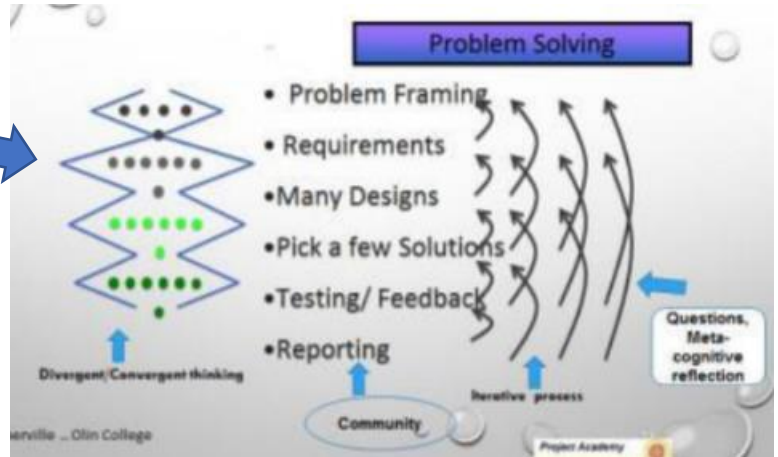 Problem Solving
• Problem Framing
• Requirements
•Many Designs
•Pick a few Solutions
•Testing/ Feedback
•Reporting
Divergent/Convergent thinking
Community
Iterative process
Questions,
Meta-
cognitive
reflection
erville .. Olin College
Project Academy